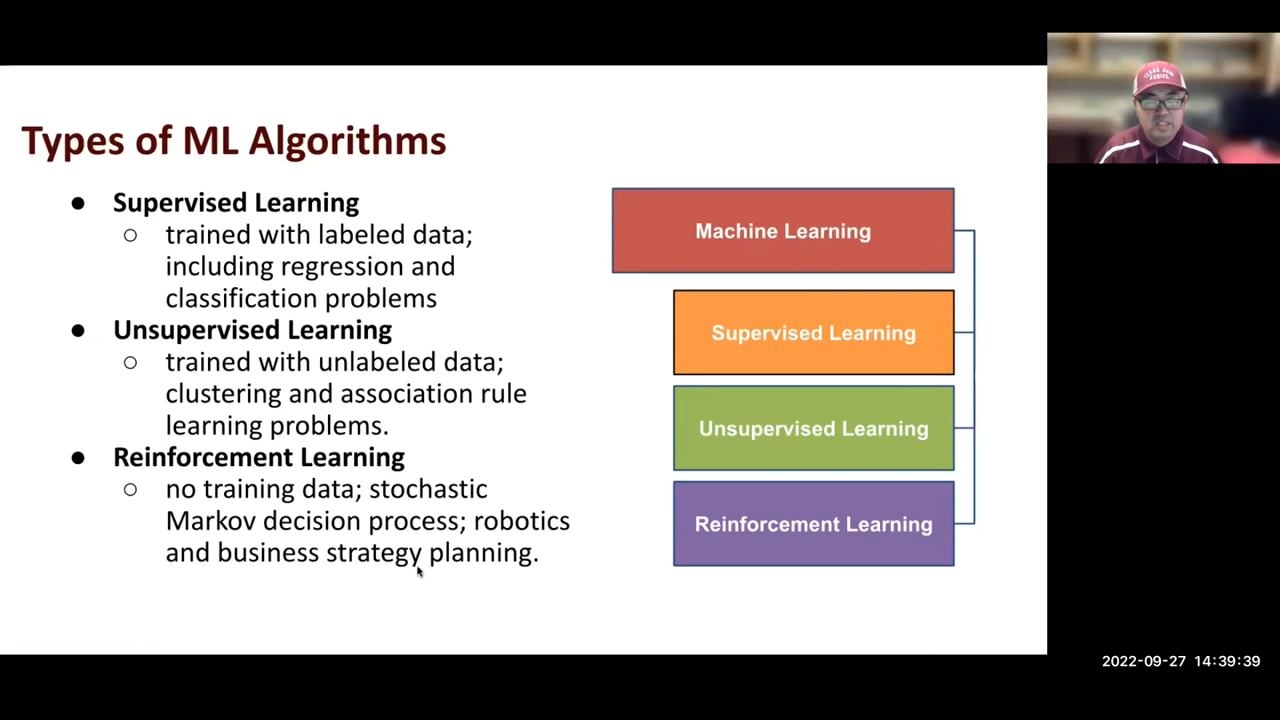 Types of ML Algorithms
● Supervised Learning
○ trained with labeled data;
including regression and
classification problems
● Unsupervised Learning
○ trained with unlabeled data;
clustering and association rule
learning problems.
● Reinforcement Learning
○ no training data; stochastic
Markov decision process; robotics
and business strategy planning.
Machine Learning
Supervised Learning
Unsupervised Learning
Reinforcement Learning
TEXAS A&M
AGGIES
2022-09-27 14:39:39